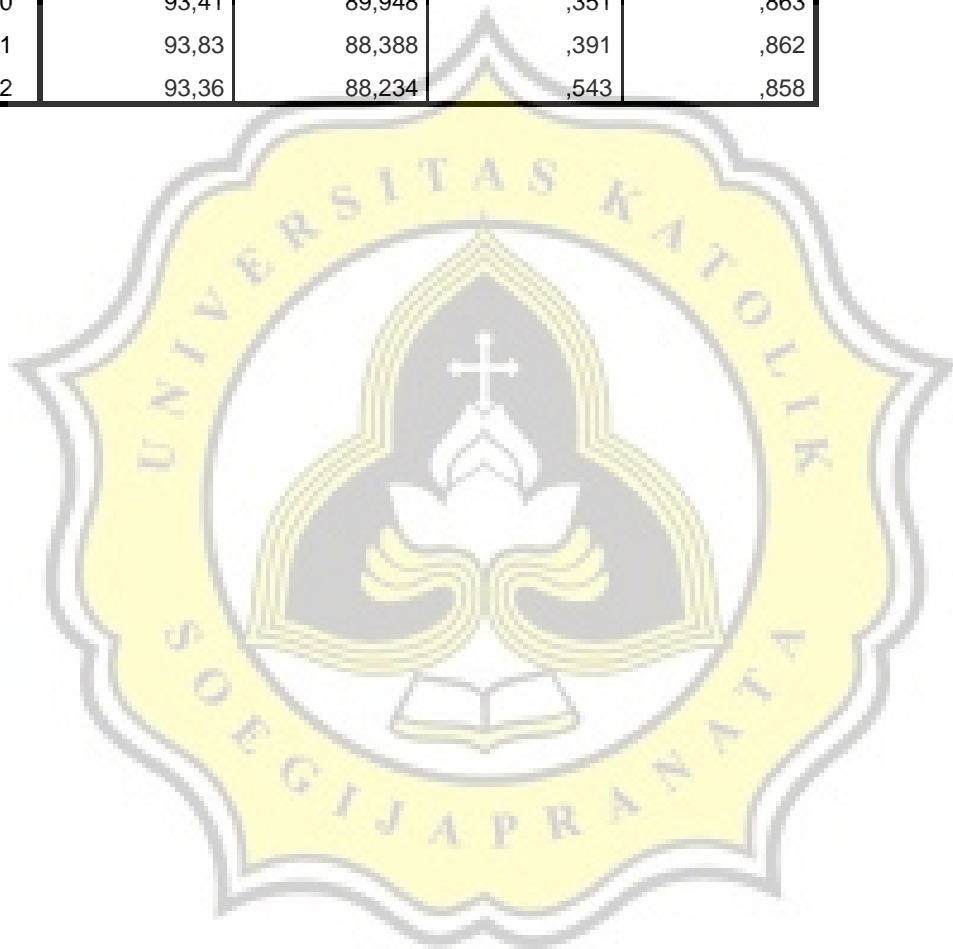 0 93,41 89,948 ,351 ,863
1 93,83 88,388 ,391 ,862
2 93,36 88,234 ,543 ,858
UNIVERSITAS KATOLIK
SOEGIJAPRANATA